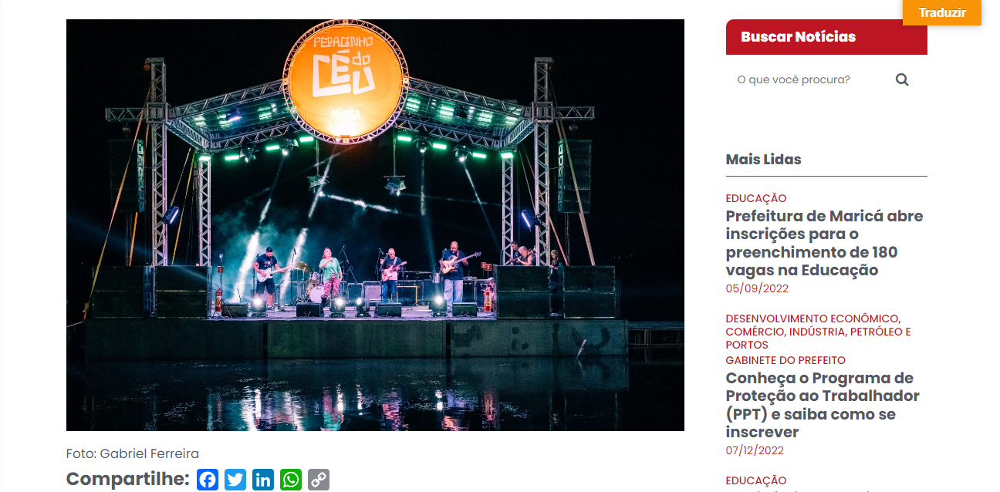 Traduzir
PEDACINHO
do
CÉU
Foto: Gabriel Ferreira
Compartilhe:
Buscar Notícias
O que você procura?
Mais Lidas
EDUCAÇÃO
Prefeitura de Maricá abre
inscrições para o
preenchimento de 180
vagas na Educação
05/09/2022
DESENVOLVIMENTO ECONÔMICO,
COMÉRCIO, INDÚSTRIA, PETRÓLEO E
PORTOS
GABINETE DO PREFEITO
Conheça o Programa de
Proteção ao Trabalhador
(PPT) e saiba como se
inscrever
07/12/2022
EDUCAÇÃO